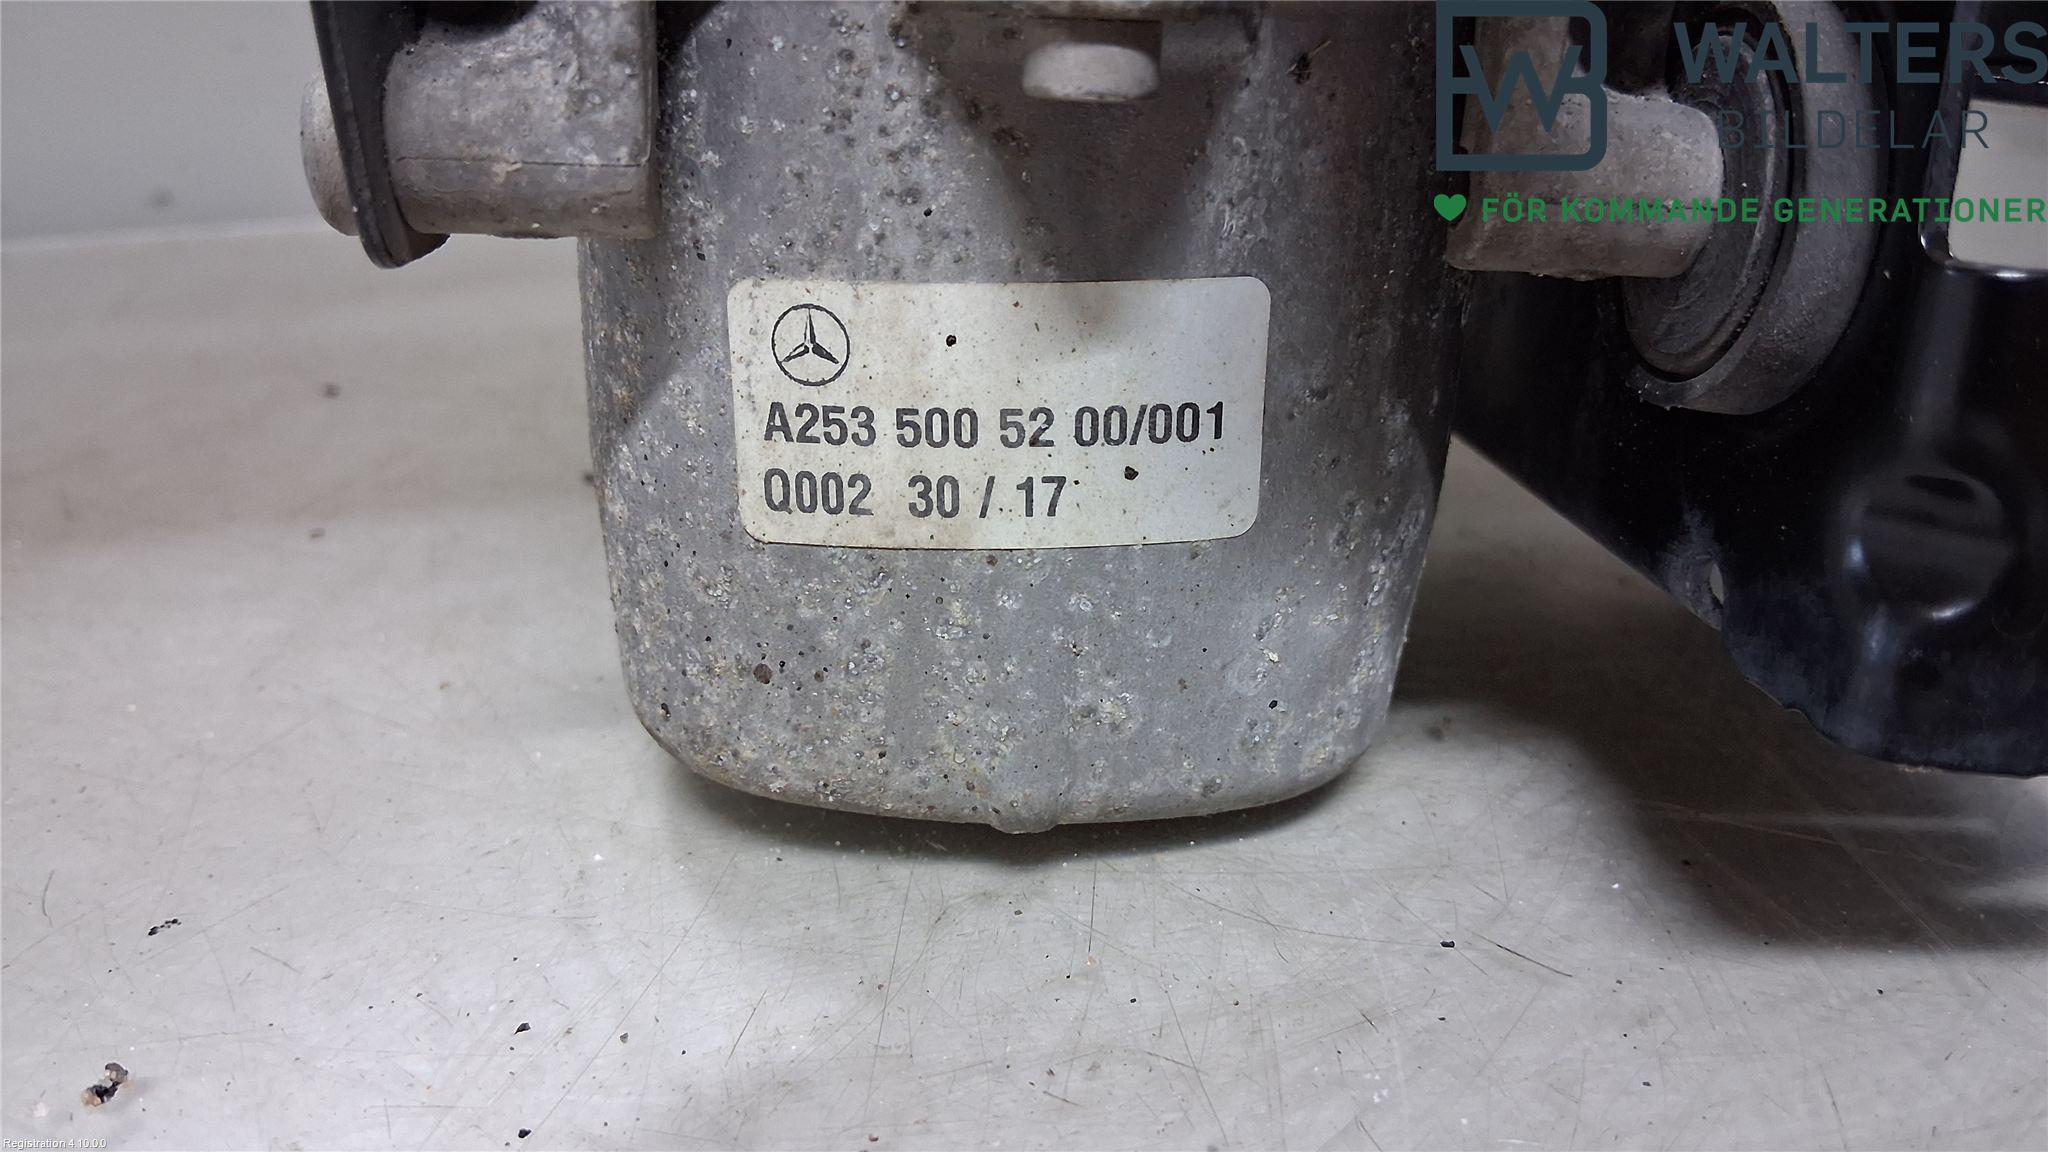 WALTERS
BILDELAR
FÖR KOMMANDE GENERATIONER
A253 500 52 00/001
Q002 30 / 17
Registration 4.10.0.0